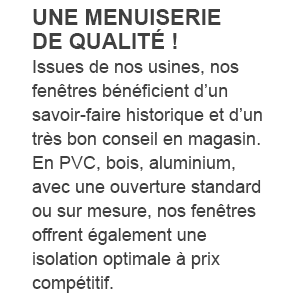 UNE MENUISERIE
DE QUALITÉ !
Issues de nos usines, nos
fenêtres bénéficient d’un
savoir-faire historique et d’un
très bon conseil en magasin.
En PVC, bois, aluminium,
avec une ouverture standard
ou sur mesure, nos fenêtres
offrent également une
isolation optimale à prix
compétitif.